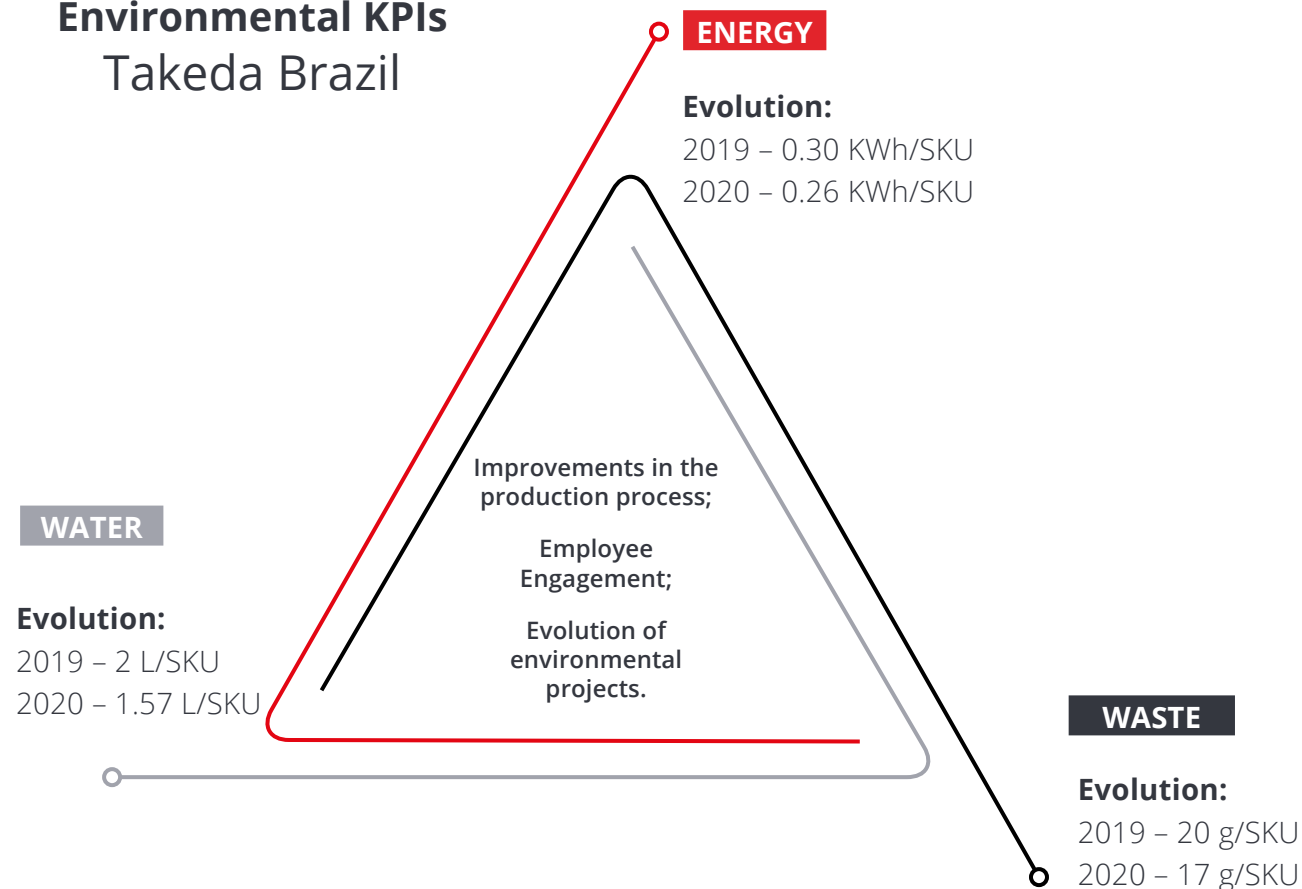 Environmental KPIs
Takeda Brazil
ENERGY
Evolution:
2019 – 0.30 KWh/SKU
2020 – 0.26 KWh/SKU
Improvements in the
production process;
Employee
Engagement;
Evolution of
environmental
projects.
WATER
Evolution:
2019 – 2 L/SKU
2020 – 1.57 L/SKU
WASTE
Evolution:
2019 – 20 g/SKU
2020 – 17 g/SKU